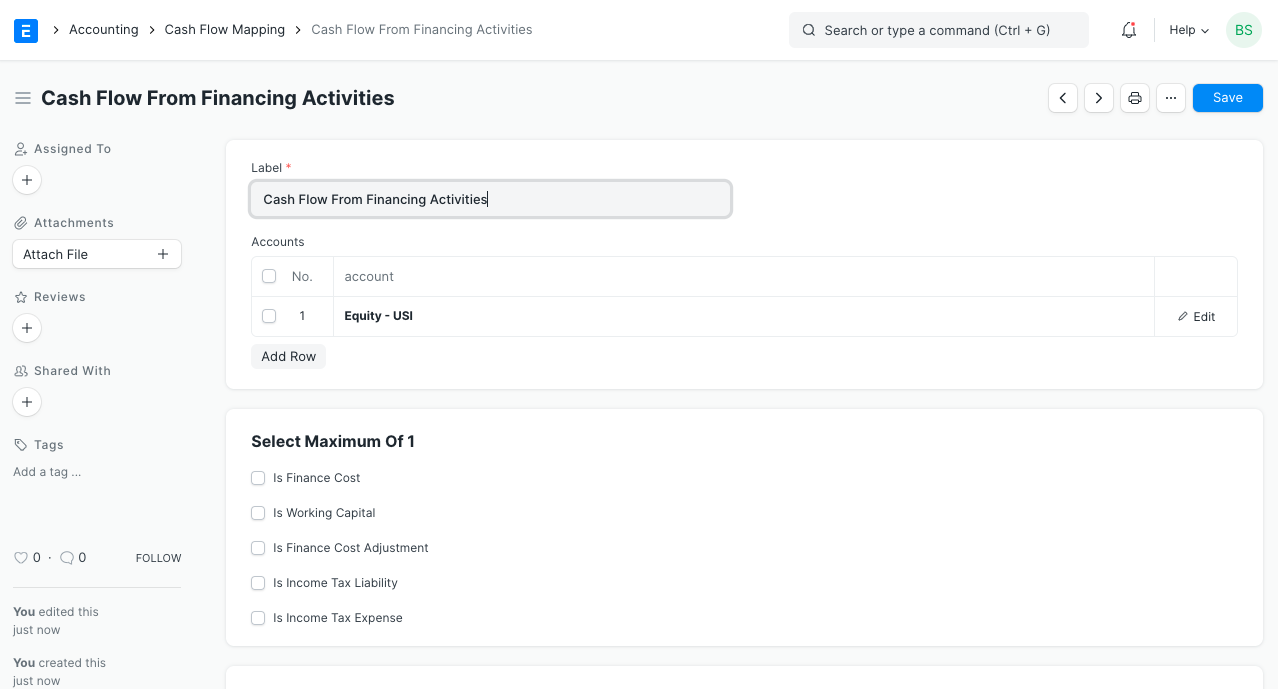 E
Accounting
Cash Flow Mapping
Cash Flow From Financing Activities
Search or type a command (Ctrl + G)
Help
BS
Cash Flow From Financing Activities
Save
Assigned To
Attachments
Attach File
Reviews
Shared With
Tags
Add a tag ...
0 · 0
FOLLOW
You edited this
just now
You created this
just now
Label *
Cash Flow From Financing Activities
Accounts
No. account
1 Equity - USI Edit
Add Row
Select Maximum Of 1
Is Finance Cost
Is Working Capital
Is Finance Cost Adjustment
Is Income Tax Liability
Is Income Tax Expense